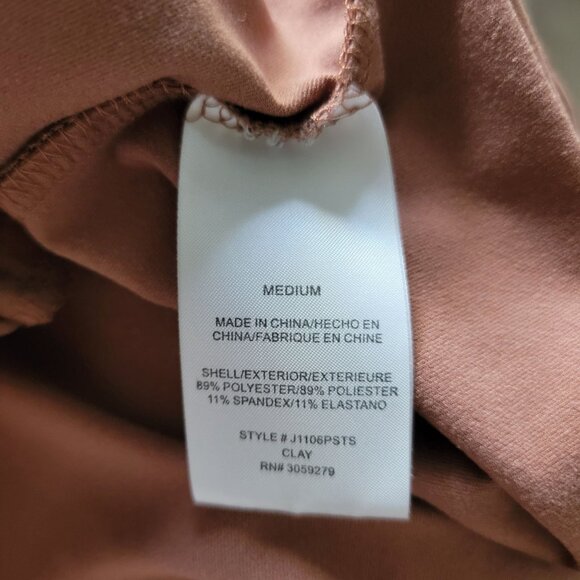 MEDIUM
MADE IN CHINA/HECHO EN
CHINA/FABRIQUE EN CHINE
SHELL/EXTERIOR/EXTERIEURE
89% POLYESTER/89% POLIESTER
11% SPANDEX/11% ELASTANO
STYLE # J1106PSTS
CLAY
RN# 3059279